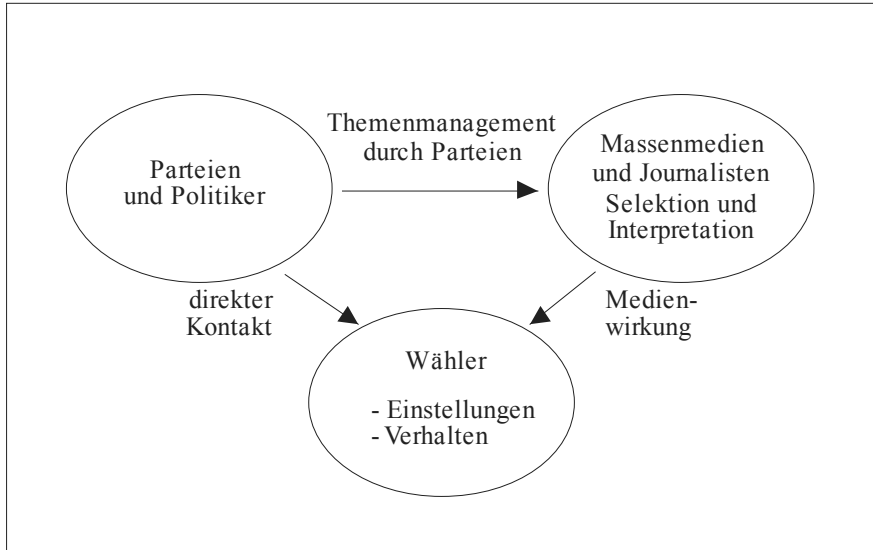 Parteien
und Politiker
Themenmanagement
durch Parteien
Massenmedien
und Journalisten
Selektion und
Interpretation
direkter
Kontakt
Medien-
wirkung
Wähler
- Einstellungen
- Verhalten